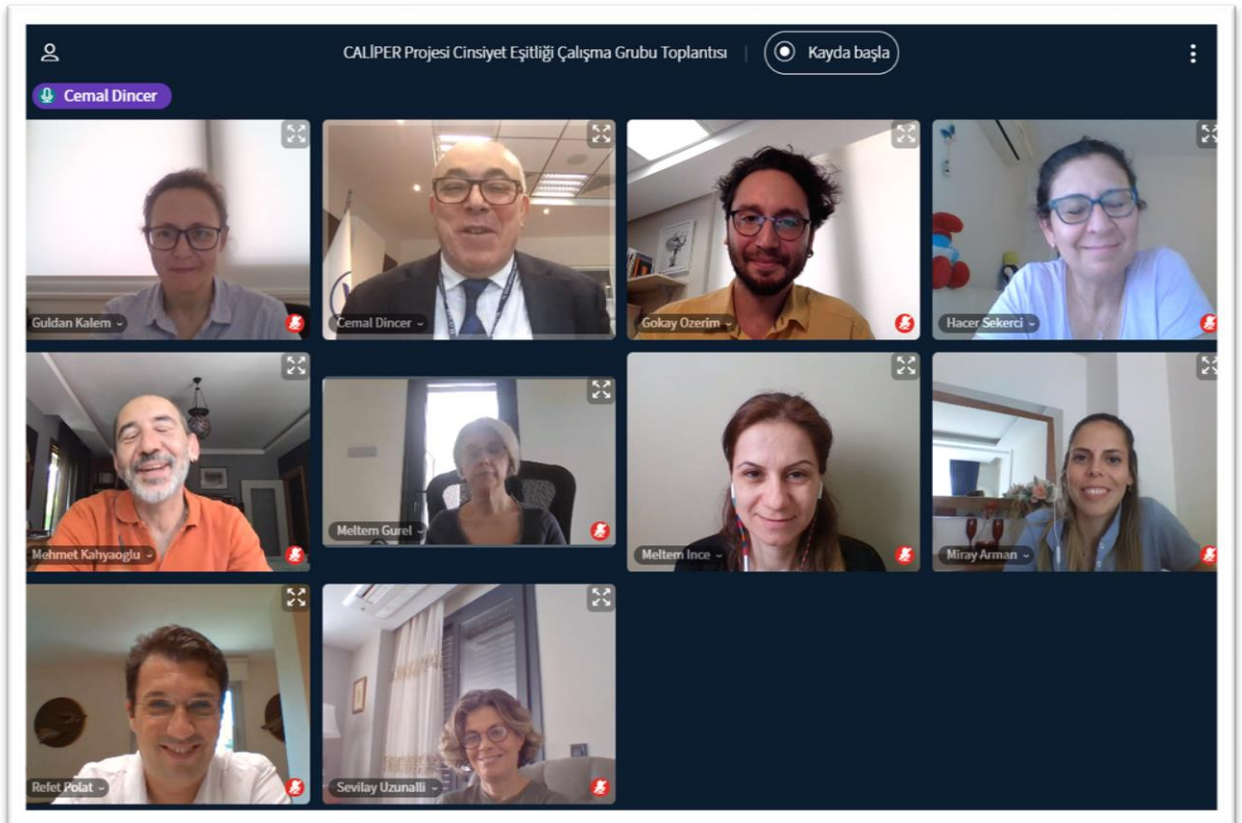 CALİPER Projesi Cinsiyet Eşitliği Çalışma Grubu Toplantısı
Kayda başla
Cemal Dincer
Guldan Kalem
Cemal Dincer
Gokay Ozerim
Hacer Sekerci
Mehmet Kahyaoglu
Meltem Gurel
Meltem Ince
Miray Arman
Refet Polat
Sevilay Uzunalli